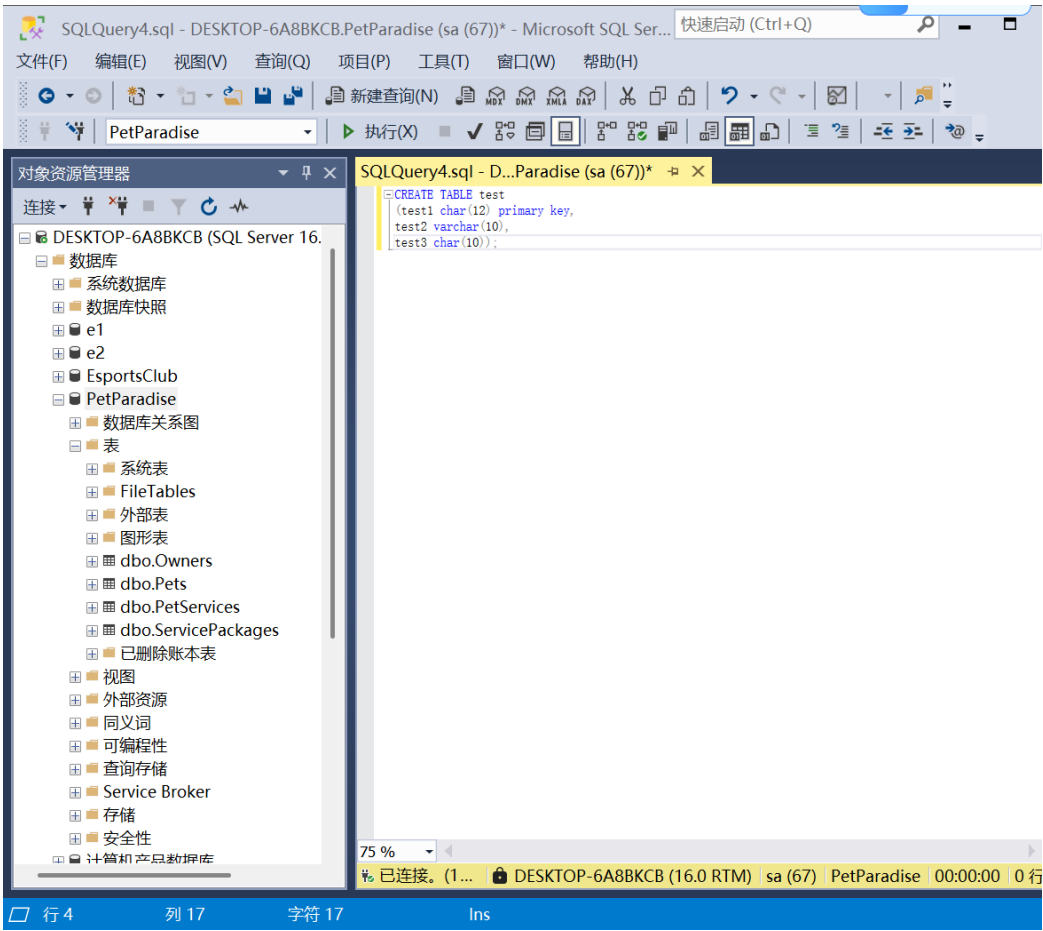 SQLQuery4.sql - DESKTOP-6A8BKCB.PetParadise (sa (67))* - Microsoft SQL Ser...
快速启动 (Ctrl+Q)
文件(F) 编辑(E) 视图(V) 查询(Q) 项目(P) 工具(T) 窗口(W) 帮助(H)
新建查询(N) MDX DMX XMLA DAX
PetParadise 执行(X)
对象资源管理器
SQLQuery4.sql - D...Paradise (sa (67))*
连接
CREATE TABLE test
(test1 char(12) primary key,
test2 varchar(10),
test3 char(10));
DESKTOP-6A8BKCB (SQL Server 16.
数据库
系统数据库
数据库快照
e1
e2
EsportsClub
PetParadise
数据库关系图
表
系统表
FileTables
外部表
图形表
dbo.Owners
dbo.Pets
dbo.PetServices
dbo.ServicePackages
已删除账本表
视图
外部资源
同义词
可编程性
查询存储
Service Broker
存储
安全性
计算机产品数据库
75 %
已连接。(1... DESKTOP-6A8BKCB (16.0 RTM) sa (67) PetParadise 00:00:00 0 行
行 4 列 17 字符 17 Ins